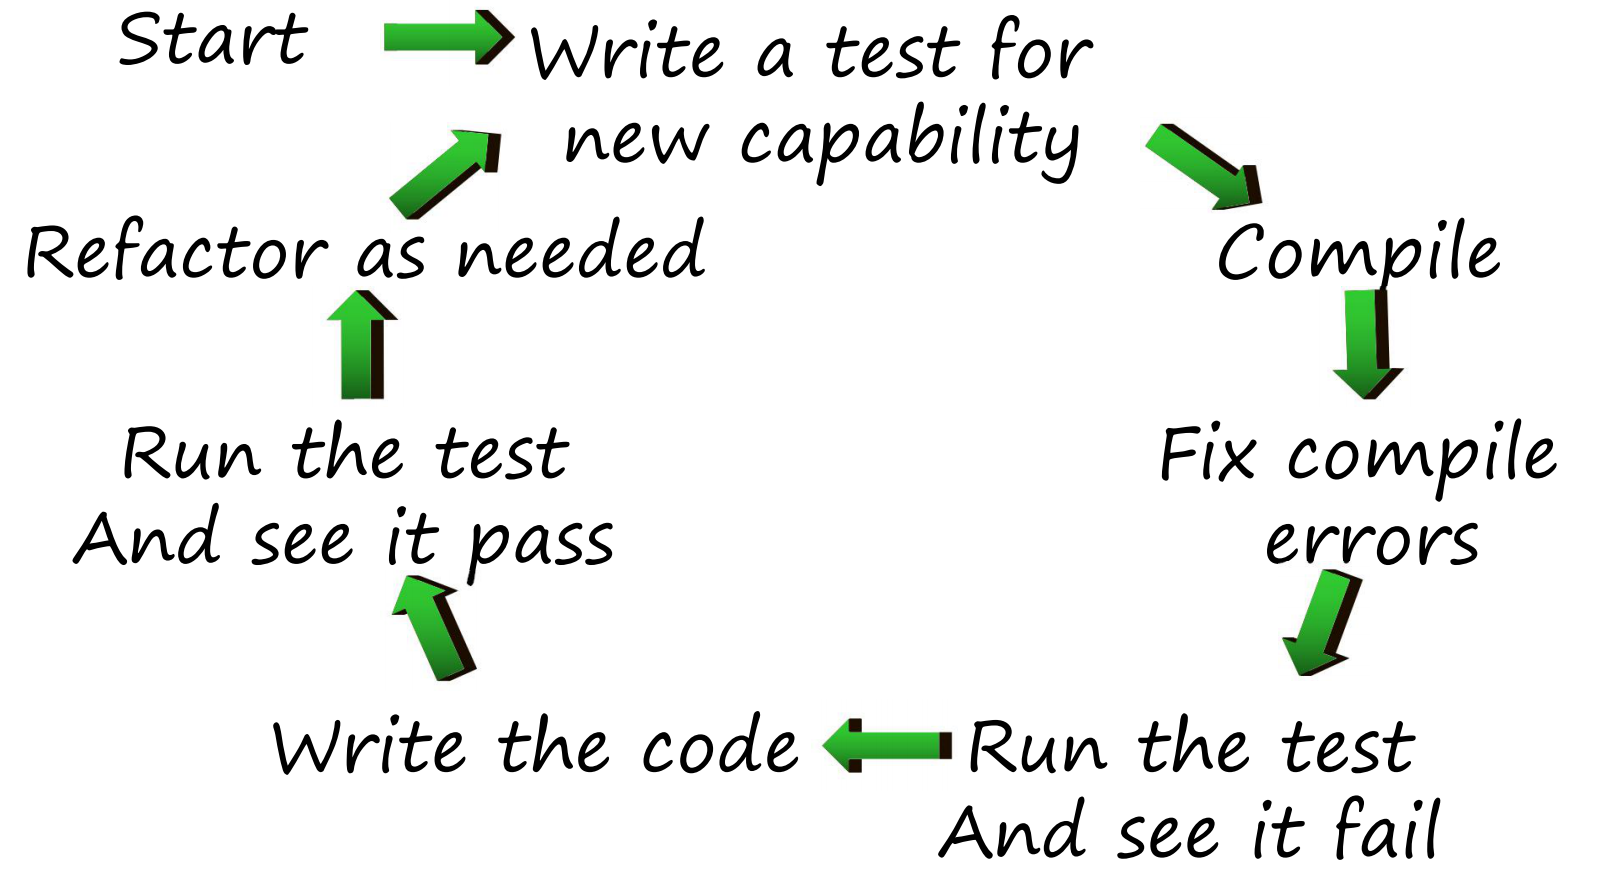 Start
Write a test for
new capability
Compile
Fix compile
errors
Run the test
And see it fail
Write the code
Run the test
And see it pass
Refactor as needed